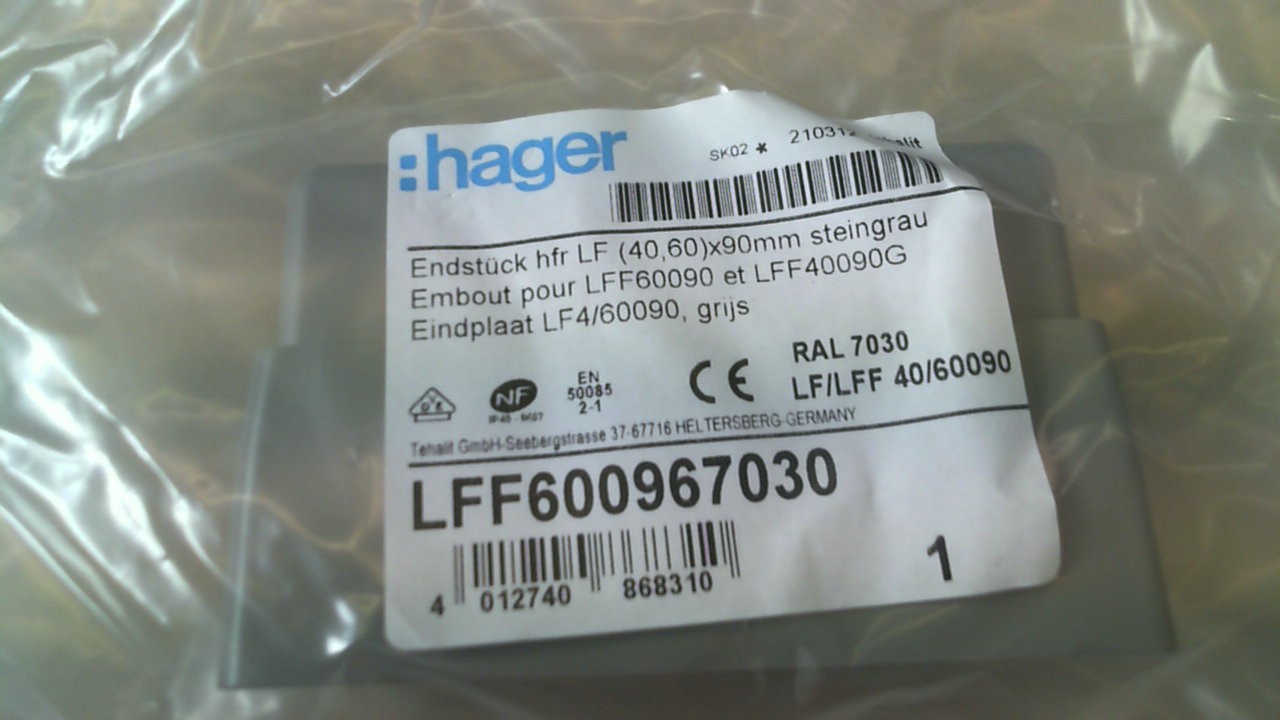 :hager
SK02 * 210312
Endstück hfr LF (40,60)x90mm steingrau
Embout pour LFF60090 et LFF40090G
Eindplaat LF4/60090, grijs
NF
EN
50085
2-1
CE
RAL 7030
LF/LFF 40/60090
Tehalit GmbH-Seebergstrasse 37-67716 HELTERSBERG-GERMANY
LFF600967030
4 012740 868310
1